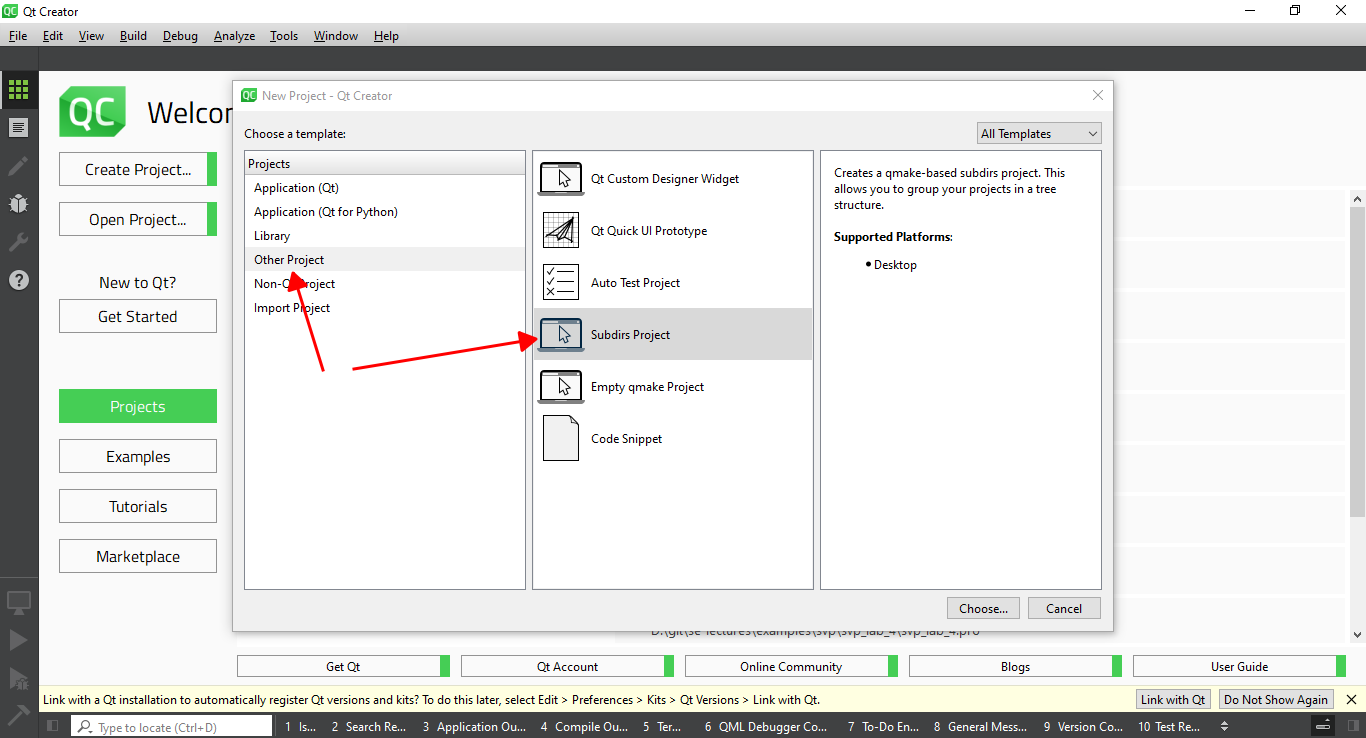 Qt Creator
File Edit View Build Debug Analyze Tools Window Help
QC
Create Project...
Open Project...
New to Qt?
Get Started
Projects
Examples
Tutorials
Marketplace
New Project - Qt Creator
Choose a template:
All Templates
Projects
Application (Qt)
Application (Qt for Python)
Library
Other Project
Import Project
Qt Custom Designer Widget
Qt Quick UI Prototype
Auto Test Project
Subdirs Project
Empty qmake Project
Code Snippet
Creates a qmake-based subdirs project. This
allows you to group your projects in a tree
structure.
Supported Platforms:
• Desktop
Choose... Cancel
D:\git\se-lectures\examples\svp\svp_lab_4\svp_lab_4.pro
Get Qt Qt Account Online Community Blogs User Guide
Link with a Qt installation to automatically register Qt versions and kits? To do this later, select Edit > Preferences > Kits > Qt Versions > Link with Qt. Link with Qt Do Not Show Again
Type to locate (Ctrl+D) 1 Is... 2 Search Re... 3 Application Ou... 4 Compile Ou... 5 Ter... 6 QML Debugger Co... 7 To-Do En... 8 General Mess... 9 Version Co... 10 Test Re...